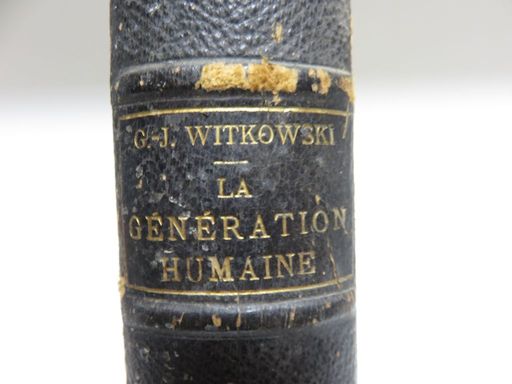 G.-J. WITKOWSKI
LA
GÉNÉRATION
HUMAINE